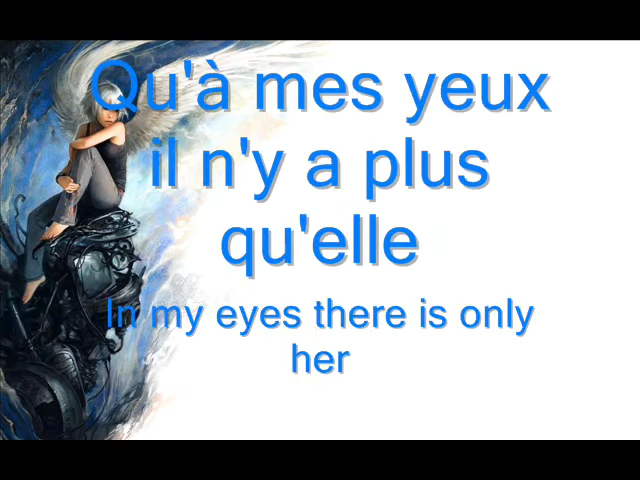 Qu'à mes yeux
il n'y a plus
qu'elle
In my eyes there is only
her